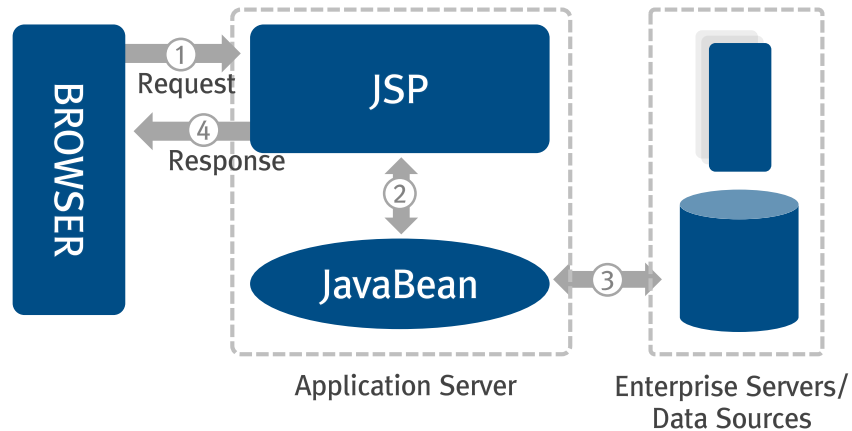 BROWSER
1
Request
4
Response
JSP
2
JavaBean
3
Application Server
Enterprise Servers/
Data Sources